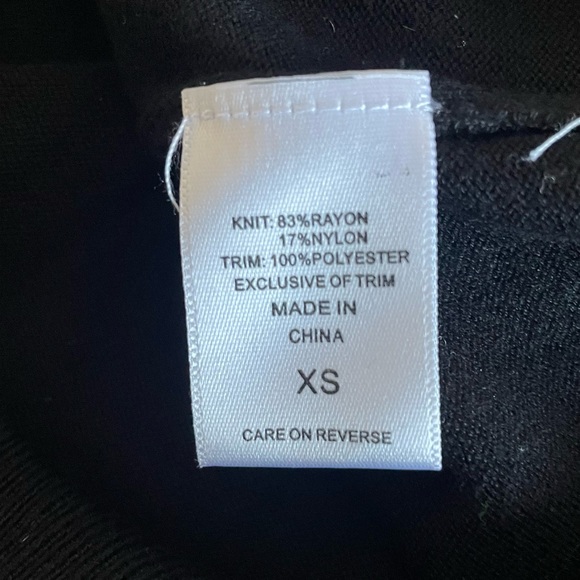 KNIT: 83%RAYON
17%NYLON
TRIM: 100%POLYESTER
EXCLUSIVE OF TRIM
MADE IN
CHINA
XS
CARE ON REVERSE